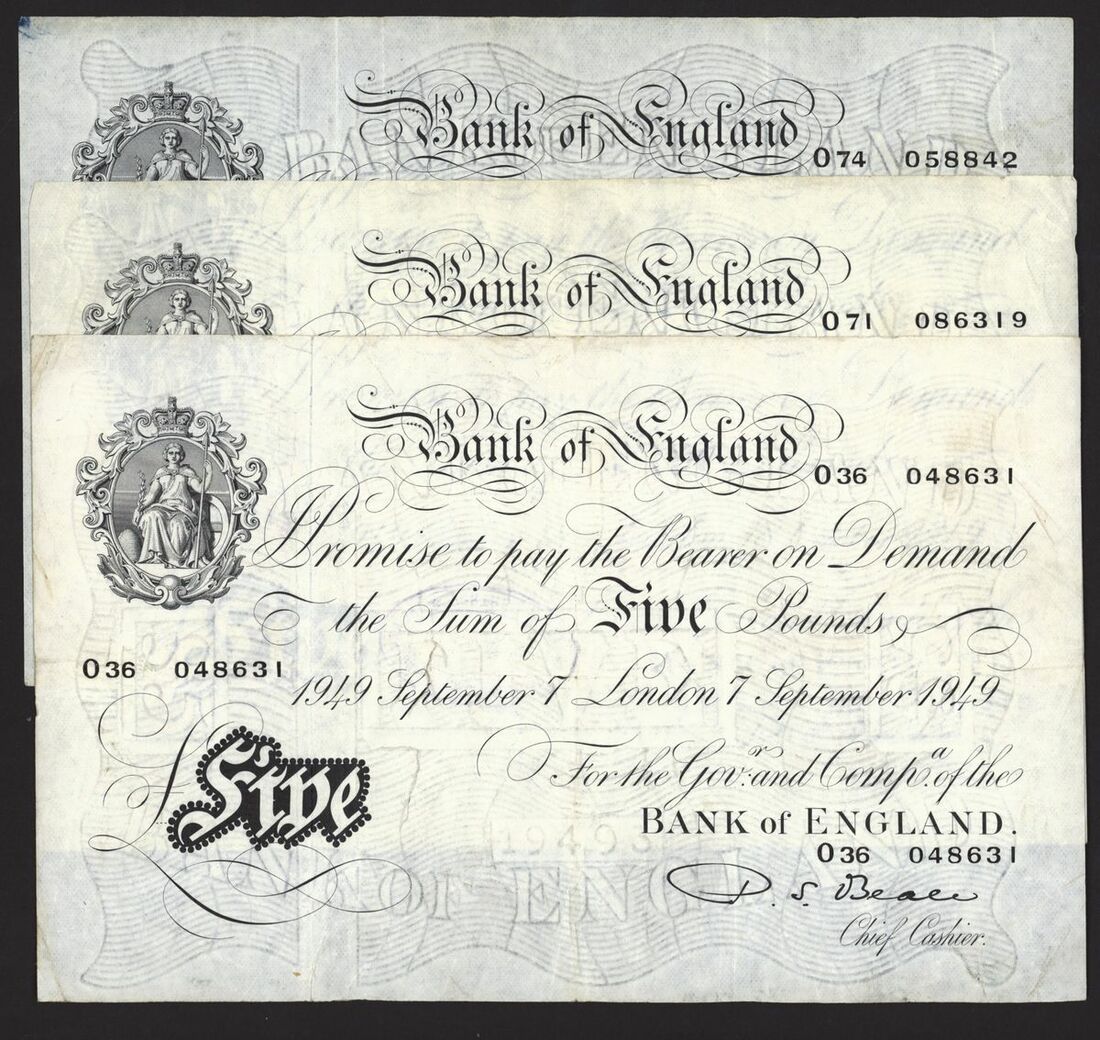 Bank of England
O74 058842
Bank of England
O71 086319
Bank of England
O36 048631
I Promise to pay the Bearer on Demand
the Sum of Five Pounds
O36 048631
1949 September 7 London 7 September 1949
For the Gov.r and Comp.a of the
£Five
BANK of ENGLAND.
O36 048631
D. S. Beale
Chief Cashier.